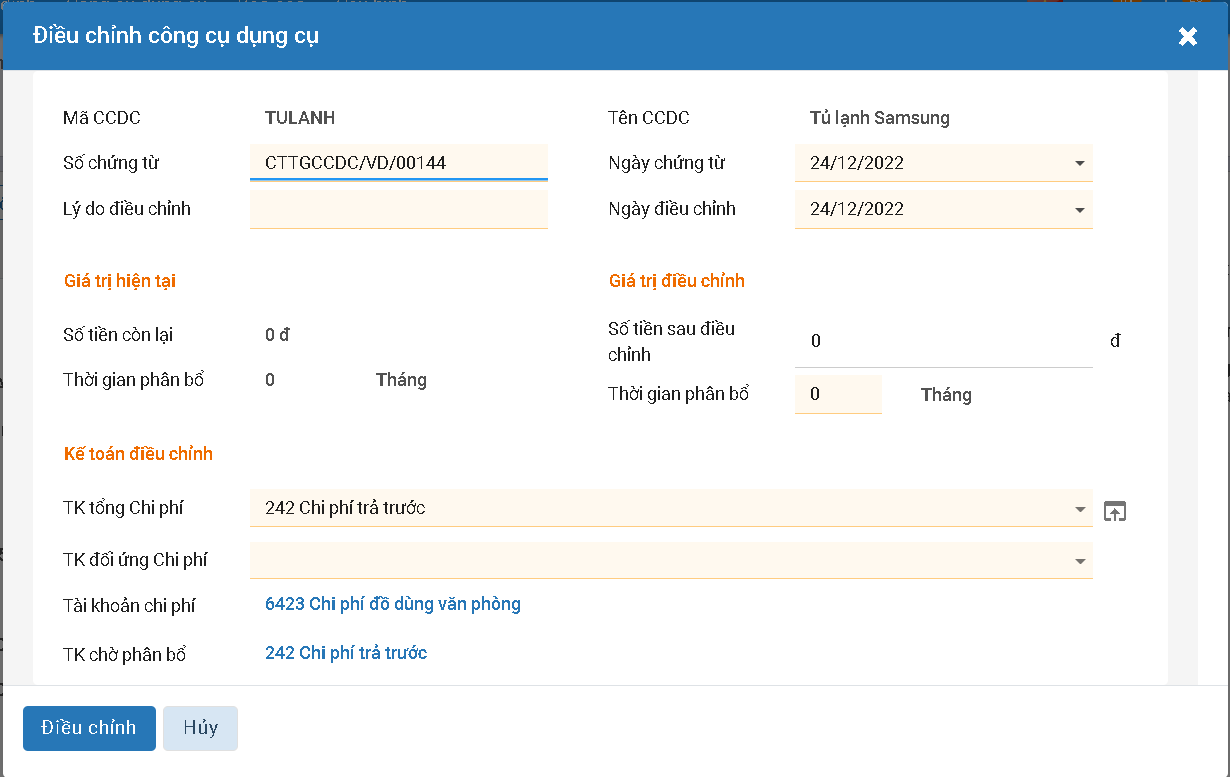 Điều chỉnh công cụ dụng cụ
Mã CCDC TULANH Tên CCDC Tủ lạnh Samsung
Số chứng từ CTTGCCDC/VD/00144 Ngày chứng từ 24/12/2022
Lý do điều chỉnh Ngày điều chỉnh 24/12/2022
Giá trị hiện tại Giá trị điều chỉnh
Số tiền còn lại 0 đ Số tiền sau điều
chỉnh 0 đ
Thời gian phân bổ 0 Tháng Thời gian phân bổ 0 Tháng
Kế toán điều chỉnh
TK tổng Chi phí 242 Chi phí trả trước
TK đối ứng Chi phí
Tài khoản chi phí 6423 Chi phí đồ dùng văn phòng
TK chờ phân bổ 242 Chi phí trả trước
Điều chỉnh Hủy